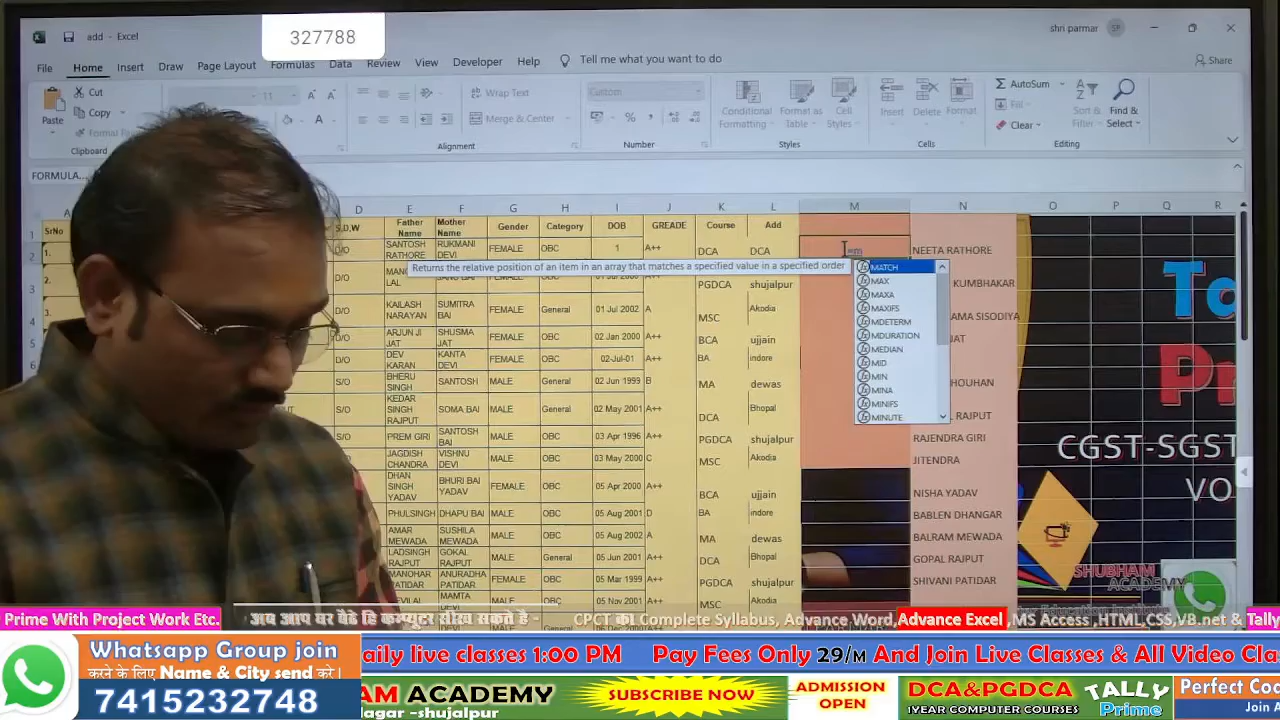 327788
add - Excel
shri parmar SP
File Home Insert Draw Page Layout Formulas Data Review View Developer Help Tell me what you want to do
Share
Cut
Copy
Paste
Clipboard
11
Wrap Text
Merge & Center
Alignment
Custom
Number
Conditional Formatting
Format as Table
Cell Styles
Styles
Insert Delete Format
Cells
AutoSum
Fill
Clear
Sort & Filter
Find & Select
Editing
FORMULA...
D E F G H I J K L M N O P Q R
1 SrNo S,D,W Father Name Mother Name Gender Category DOB GREADE Course Add
2 1. D/O SANTOSH RATHORE RUKMANI DEVI FEMALE OBC 1 A++ DCA DCA =m NEETA RATHORE
Returns the relative position of an item in an array that matches a specified value in a specified order
MATCH
MAX
MAXA
MAXIFS
MDETERM
MDURATION
MEDIAN
MID
MIN
MINA
MINIFS
MINUTE
2. D/O LAL PGDCA shujalpur KUMBHAKAR
3. KAILASH NARAYAN SUMITRA BAI FEMALE General 01 Jul 2002 A MSC Akodia AMA SISODIYA
5 D/O ARJUN JI JAT SHUSMA JAT FEMALE OBC 02 Jan 2000 A++ BCA ujjain JAT
6 D/O DEV KARAN KANTA DEVI FEMALE OBC 02-Jul-01 A++ BA indore
S/O BHERU SINGH SANTOSH MALE General 02 Jun 1999 B MA dewas HOUHAN
S/O KEDAR SINGH RAJPUT SOMA BAI MALE General 02 May 2001 A++ DCA Bhopal RAJPUT
S/O PREM GIRI SANTOSH BAI MALE OBC 03 Apr 1996 A++ PGDCA shujalpur RAJENDRA GIRI
JAGDISH CHANDRA VISHNU DEVI MALE OBC 03 May 2000 C MSC Akodia JITENDRA
DHAN SINGH YADAV BHURI BAI YADAV FEMALE OBC 05 Apr 2000 A++ BCA ujjain NISHA YADAV
PHULSINGH DHAPU BAI MALE OBC 05 Aug 2001 D BA indore BABLEN DHANGAR
AMAR MEWADA SUSHILA MEWADA MALE OBC 05 Aug 2002 A MA dewas BALRAM MEWADA
LADSINGH RAJPUT GOKAL RAJPUT MALE General 05 Jun 2001 A++ DCA Bhopal GOPAL RAJPUT
MANOHAR PATIDAR ANURADHA PATIDAR FEMALE OBC 05 Mar 1999 A++ PGDCA shujalpur SHIVANI PATIDAR
MAMTA MALE OBC 05 Nov 2001 A++ MSC Akodia
CGST-SGST
SHUBHAM
ACADEMY
Prime With Project Work Etc.
अब आप घर बैठे हि कम्प्यूटर सीख सकते है - CPCT का Complete Syllabus, Advance Word,Advance Excel ,MS Access ,HTML,CSS,VB.net & Tally
Whatsapp Group join
करने के लिए Name & City send करे।
7415232748
aily live classes 1:00 PM Pay Fees Only 29/M And Join Live Classes & All Video Cla
AM ACADEMY
Nagar -shujalpur
SUBSCRIBE NOW
ADMISSION
OPEN
DCA&PGDCA
1YEAR COMPUTER COURSES
TALLY
Prime
Perfect Co
Join A